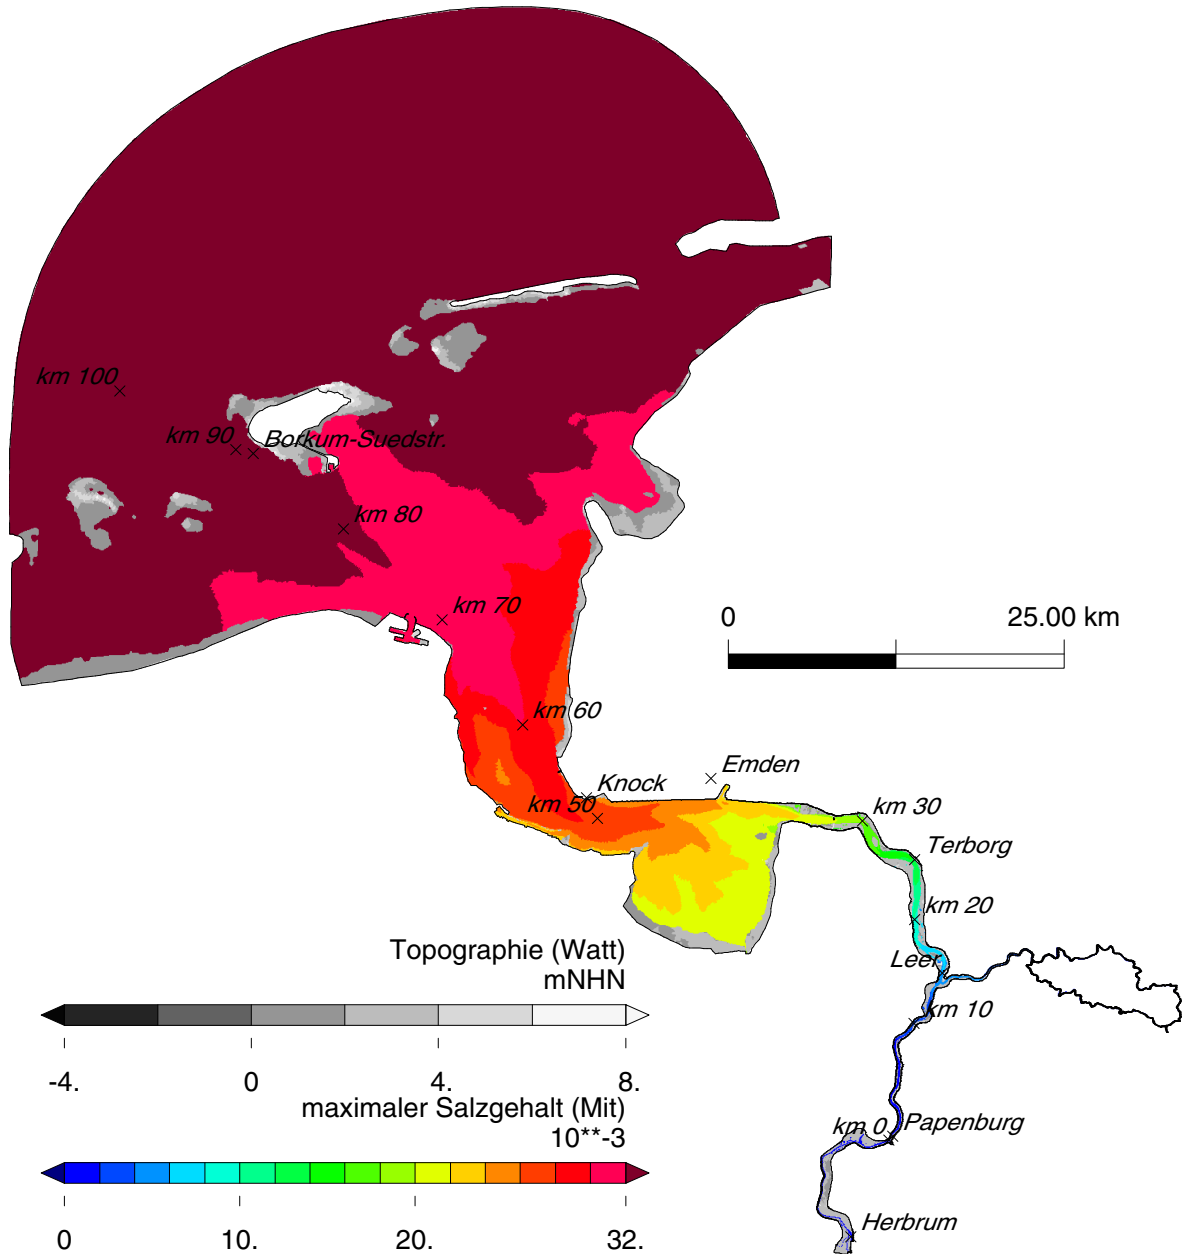 km 100
km 90
Borkum-Suedstr.
km 80
km 70
0
25.00 km
km 60
Emden
Knock
km 50
km 30
Terborg
km 20
Leer
km 10
Topographie (Watt)
mNHN
-4.
0
4.
8.
maximaler Salzgehalt (Mit)
10**-3
0
10.
20.
32.
km 0
Papenburg
Herbrum